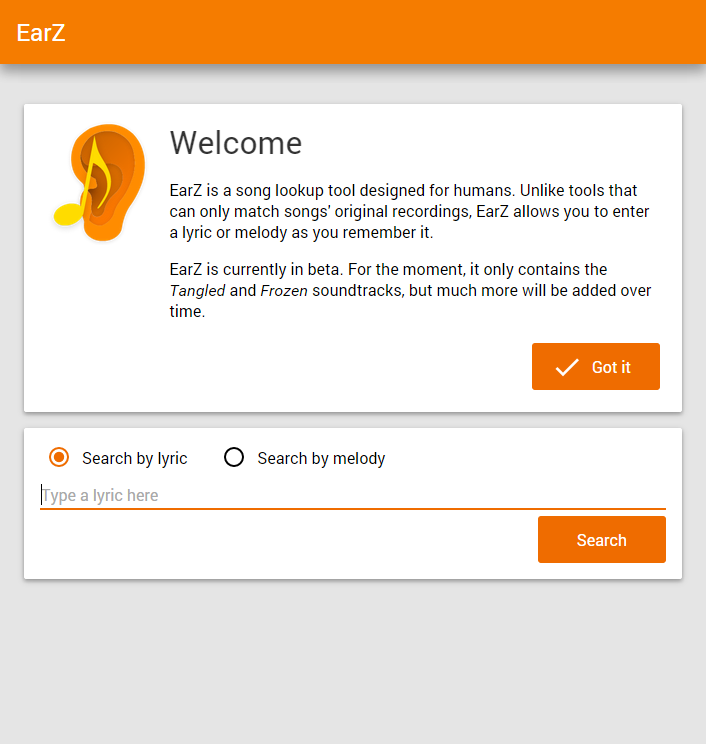 EarZ
Welcome
EarZ is a song lookup tool designed for humans. Unlike tools that
can only match songs' original recordings, EarZ allows you to enter
a lyric or melody as you remember it.
EarZ is currently in beta. For the moment, it only contains the
Tangled and Frozen soundtracks, but much more will be added over
time.
Got it
Search by lyric
Search by melody
Type a lyric here
Search